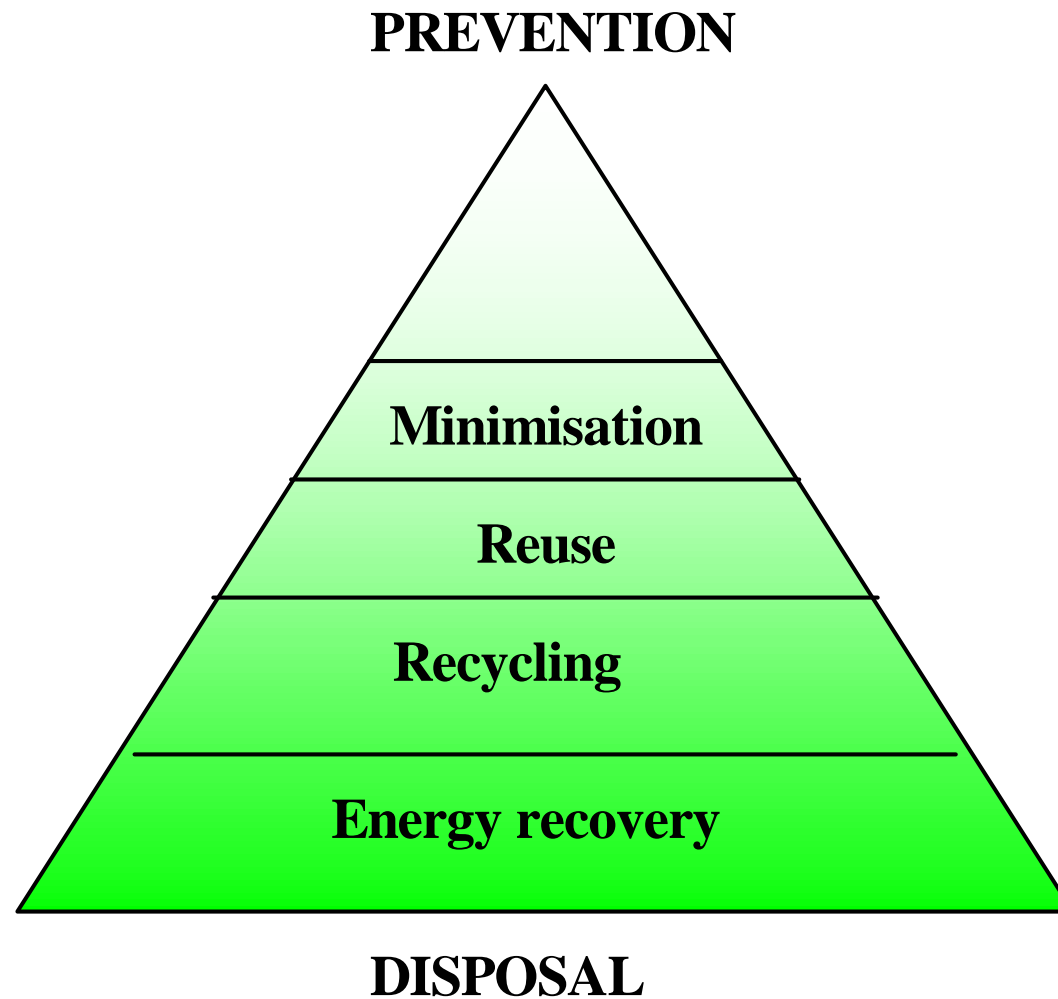 PREVENTION
Minimisation
Reuse
Recycling
Energy recovery
DISPOSAL